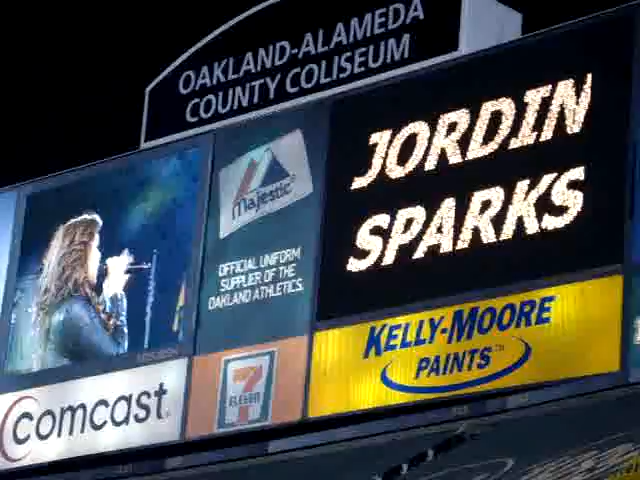 OAKLAND-ALAMEDA
COUNTY COLISEUM
JORDIN
SPARKS
Majestic
OFFICIAL UNIFORM
SUPPLIER OF THE
OAKLAND ATHLETICS.
KELLY-MOORE
PAINTS™
7
ELEVEN
comcast.